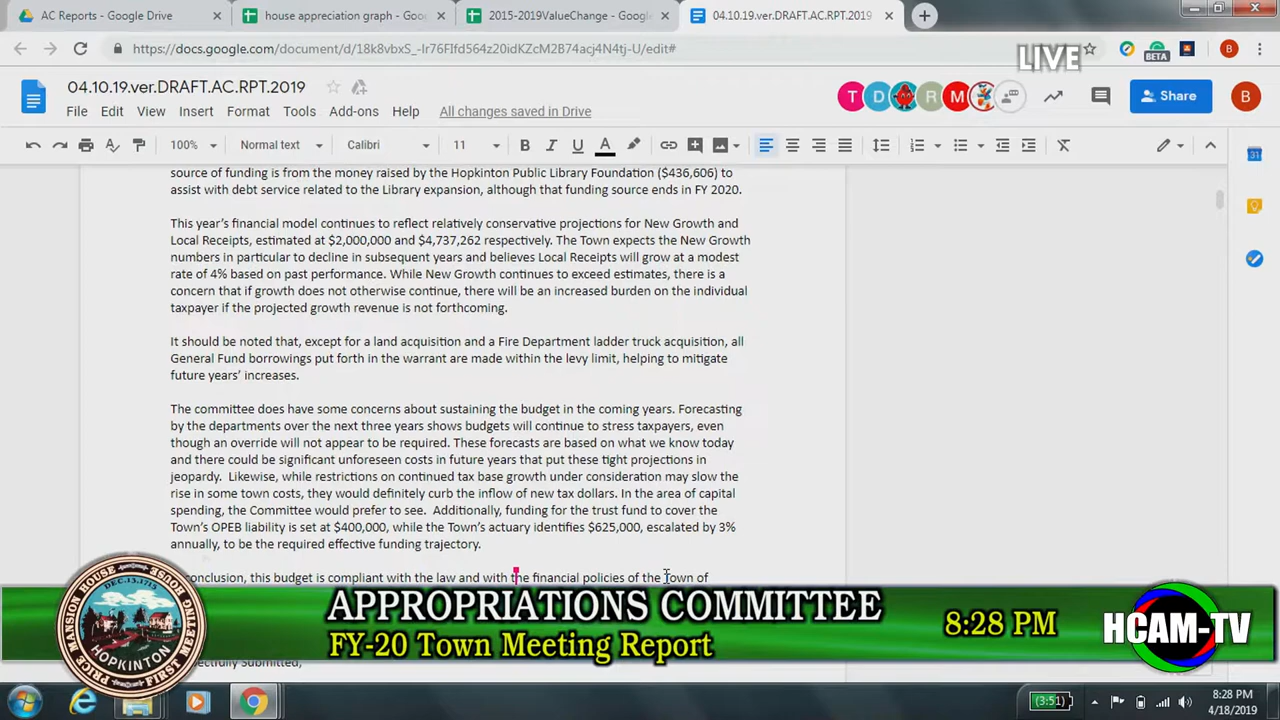 AC Reports - Google Drive
house appreciation graph - Goo
2015-2019ValueChange - Google
04.10.19.ver.DRAFT.AC.RPT.2019
https://docs.google.com/document/d/18k8vbxS_-Ir76FIfd564z20idKZcM2B74acj4N4tj-U/edit#
LIVE
BETA
B
04.10.19.ver.DRAFT.AC.RPT.2019
T D R M
Share
B
File Edit View Insert Format Tools Add-ons Help All changes saved in Drive
100% Normal text Calibri 11 B I U A
31
source of funding is from the money raised by the Hopkinton Public Library Foundation ($436,606) to
assist with debt service related to the Library expansion, although that funding source ends in FY 2020.
This year's financial model continues to reflect relatively conservative projections for New Growth and
Local Receipts, estimated at $2,000,000 and $4,737,262 respectively. The Town expects the New Growth
numbers in particular to decline in subsequent years and believes Local Receipts will grow at a modest
rate of 4% based on past performance. While New Growth continues to exceed estimates, there is a
concern that if growth does not otherwise continue, there will be an increased burden on the individual
taxpayer if the projected growth revenue is not forthcoming.
It should be noted that, except for a land acquisition and a Fire Department ladder truck acquisition, all
General Fund borrowings put forth in the warrant are made within the levy limit, helping to mitigate
future years' increases.
The committee does have some concerns about sustaining the budget in the coming years. Forecasting
by the departments over the next three years shows budgets will continue to stress taxpayers, even
though an override will not appear to be required. These forecasts are based on what we know today
and there could be significant unforeseen costs in future years that put these tight projections in
jeopardy. Likewise, while restrictions on continued tax base growth under consideration may slow the
rise in some town costs, they would definitely curb the inflow of new tax dollars. In the area of capital
spending, the Committee would prefer to see. Additionally, funding for the trust fund to cover the
Town's OPEB liability is set at $400,000, while the Town's actuary identifies $625,000, escalated by 3%
annually, to be the required effective funding trajectory.
conclusion, this budget is compliant with the law and with the financial policies of the Town of
APPROPRIATIONS COMMITTEE
FY-20 Town Meeting Report
8:28 PM
HCAM-TV
PRICE MANSION HOUSE FIRST MEETING
DEC.13.1715
HOPKINTON
Submitted,
(3:51)
8:28 PM
4/18/2019